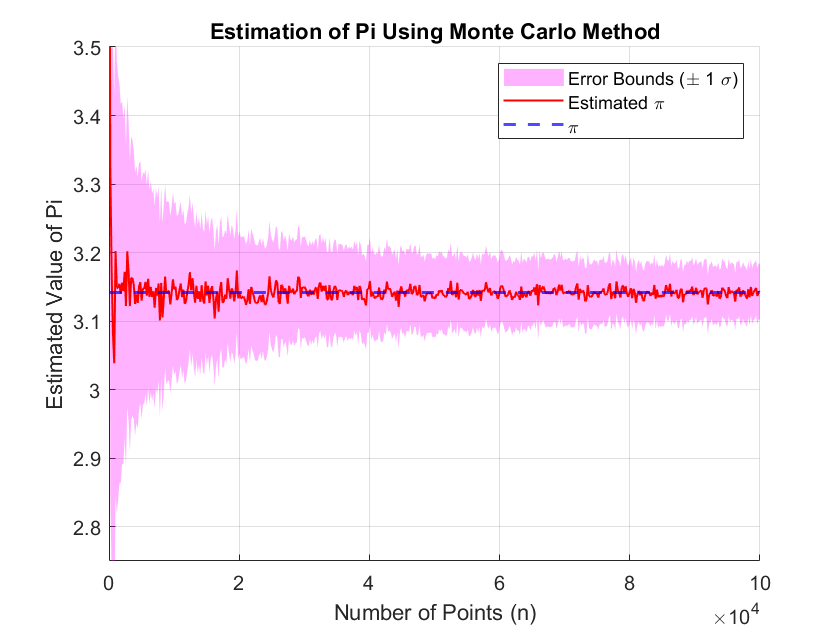 Estimation of Pi Using Monte Carlo Method
Error Bounds (± 1 σ)
Estimated π
π
Estimated Value of Pi
3.5
3.4
3.3
3.2
3.1
3
2.9
2.8
0 2 4 6 8 10
×10⁴
Number of Points (n)